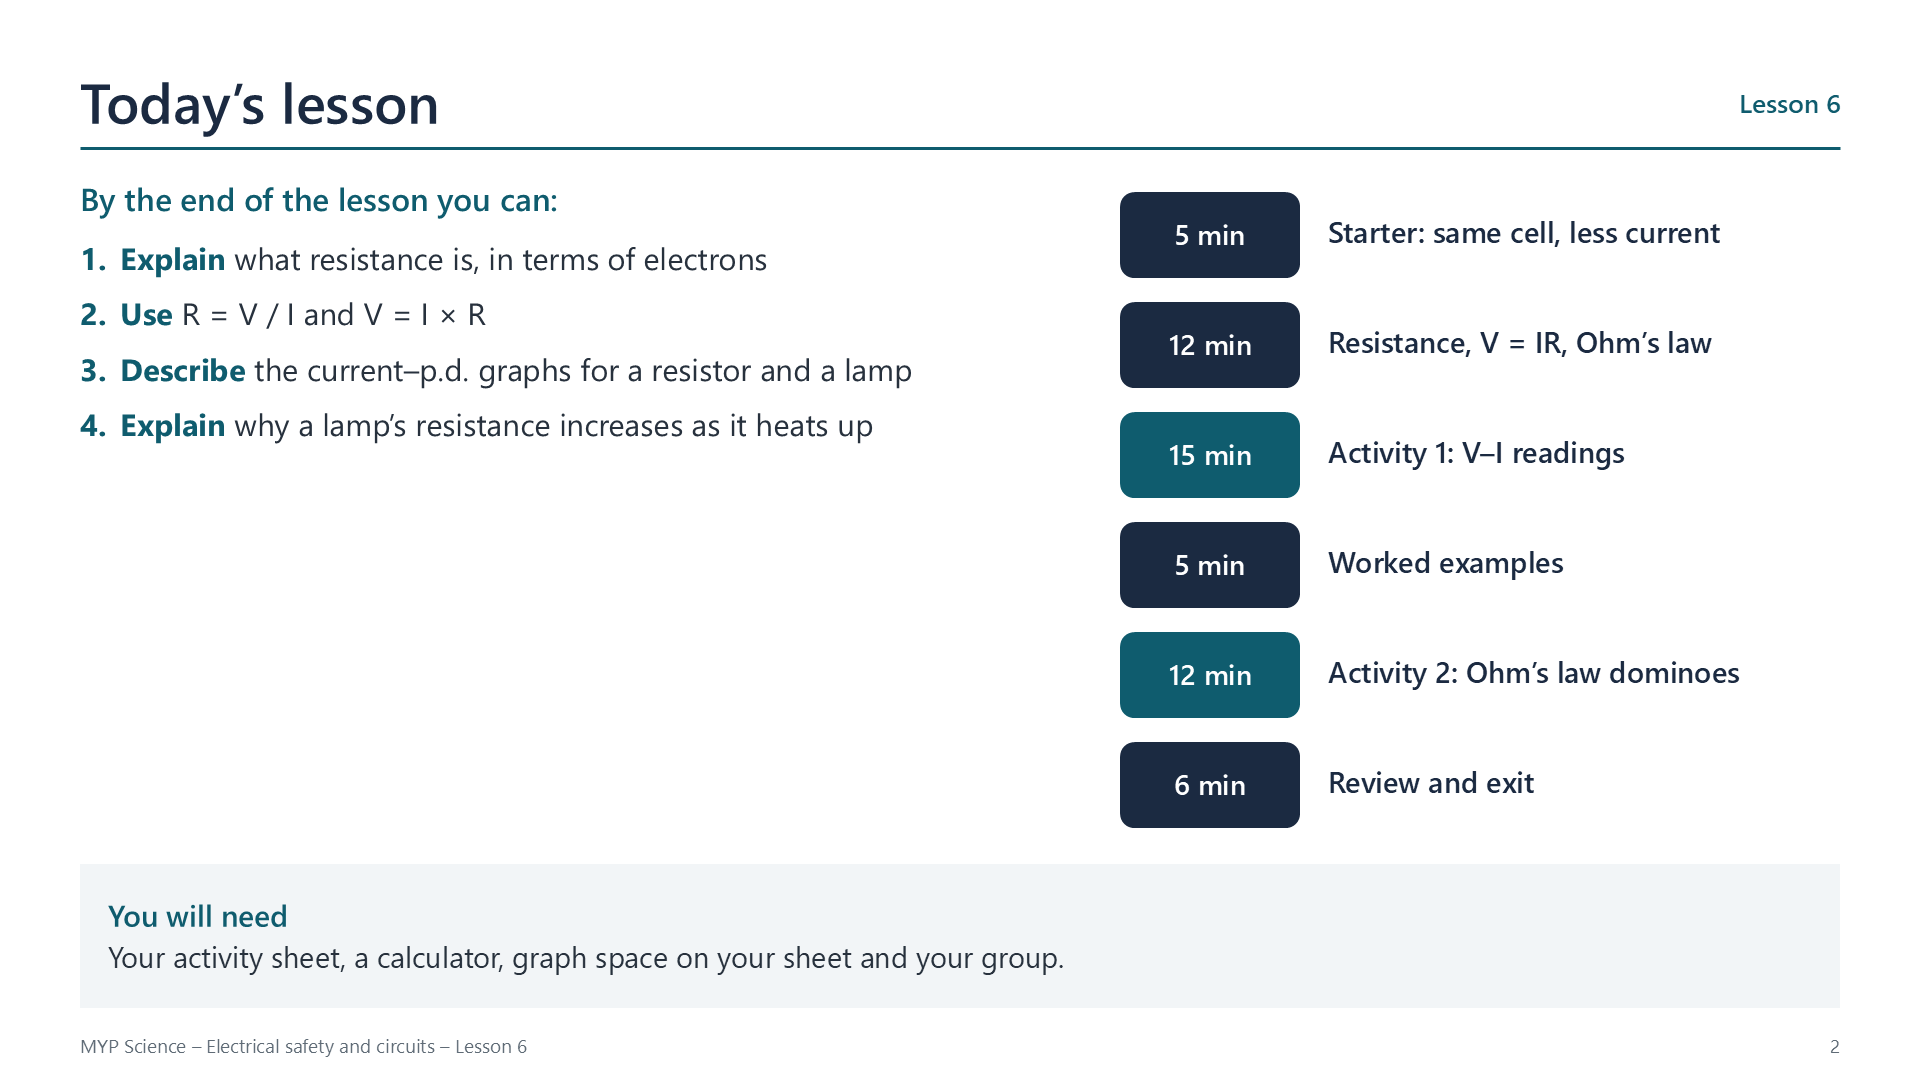 Today’s lesson
Lesson 6
By the end of the lesson you can:
1. Explain what resistance is, in terms of electrons
2. Use R = V / I and V = I × R
3. Describe the current–p.d. graphs for a resistor and a lamp
4. Explain why a lamp’s resistance increases as it heats up
5 min Starter: same cell, less current
12 min Resistance, V = IR, Ohm’s law
15 min Activity 1: V–I readings
5 min Worked examples
12 min Activity 2: Ohm’s law dominoes
6 min Review and exit
You will need
Your activity sheet, a calculator, graph space on your sheet and your group.
MYP Science – Electrical safety and circuits – Lesson 6
2